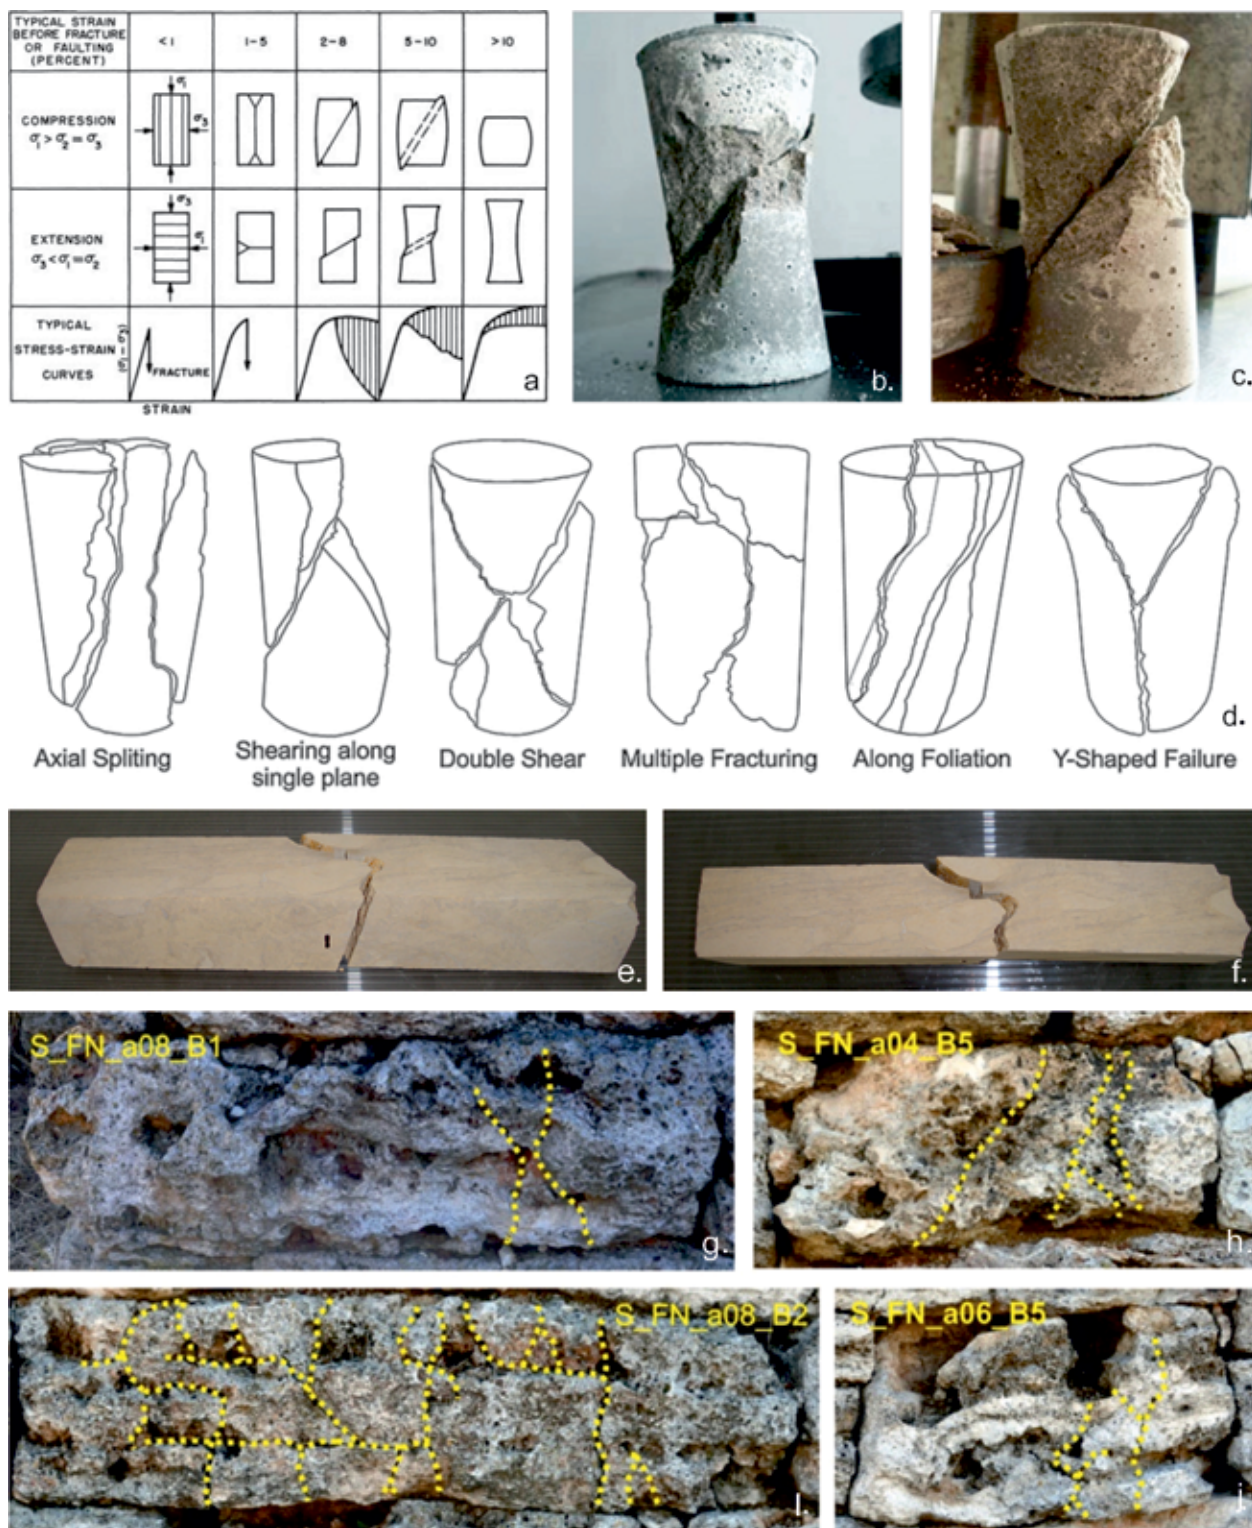 TYPICAL STRAIN
BEFORE FRACTURE
OR FAULTING
(PERCENT)
<1
1–5
2–8
5–10
>10
COMPRESSION
σ₁ > σ₂ = σ₃
σ₁
σ₃
EXTENSION
σ₃ < σ₁ = σ₂
σ₃
σ₁
TYPICAL
STRESS-STRAIN
CURVES
(σ₁ – σ₃)
FRACTURE
STRAIN
a
b.
c.
Axial Spliting
Shearing along
single plane
Double Shear
Multiple Fracturing
Along Foliation
Y-Shaped Failure
d.
e.
f.
S_FN_a08_B1
g.
S_FN_a04_B5
h.
S_FN_a08_B2
I.
S_FN_a06_B5
j.